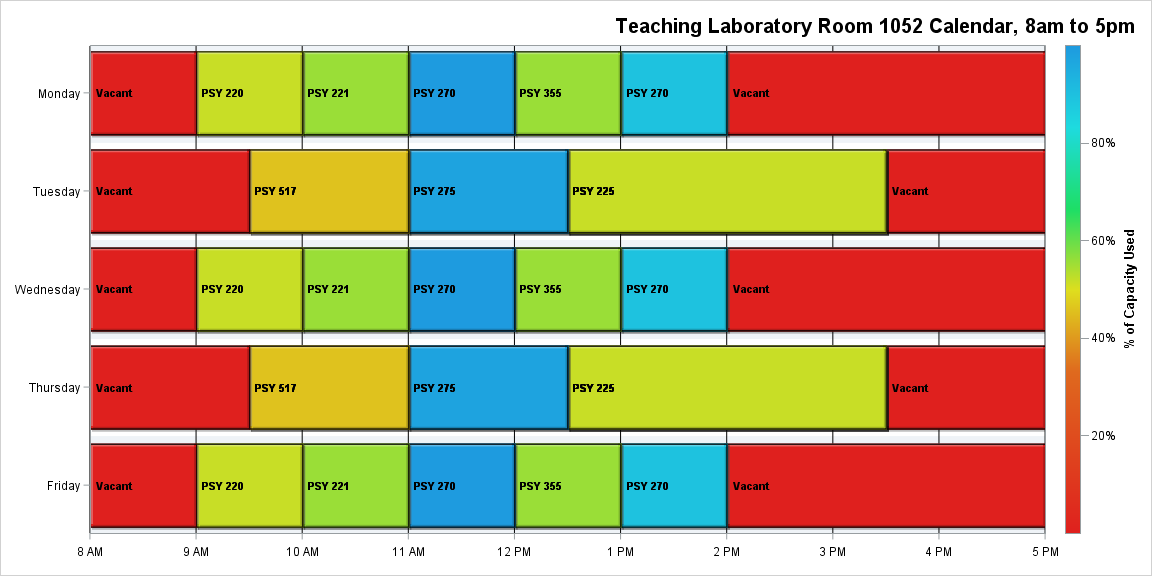 Teaching Laboratory Room 1052 Calendar, 8am to 5pm
Monday Vacant PSY 220 PSY 221 PSY 270 PSY 355 PSY 270 Vacant
Tuesday Vacant PSY 517 PSY 275 PSY 225 Vacant
Wednesday Vacant PSY 220 PSY 221 PSY 270 PSY 355 PSY 270 Vacant
Thursday Vacant PSY 517 PSY 275 PSY 225 Vacant
Friday Vacant PSY 220 PSY 221 PSY 270 PSY 355 PSY 270 Vacant
8 AM 9 AM 10 AM 11 AM 12 PM 1 PM 2 PM 3 PM 4 PM 5 PM
80%
60%
40%
20%
% of Capacity Used